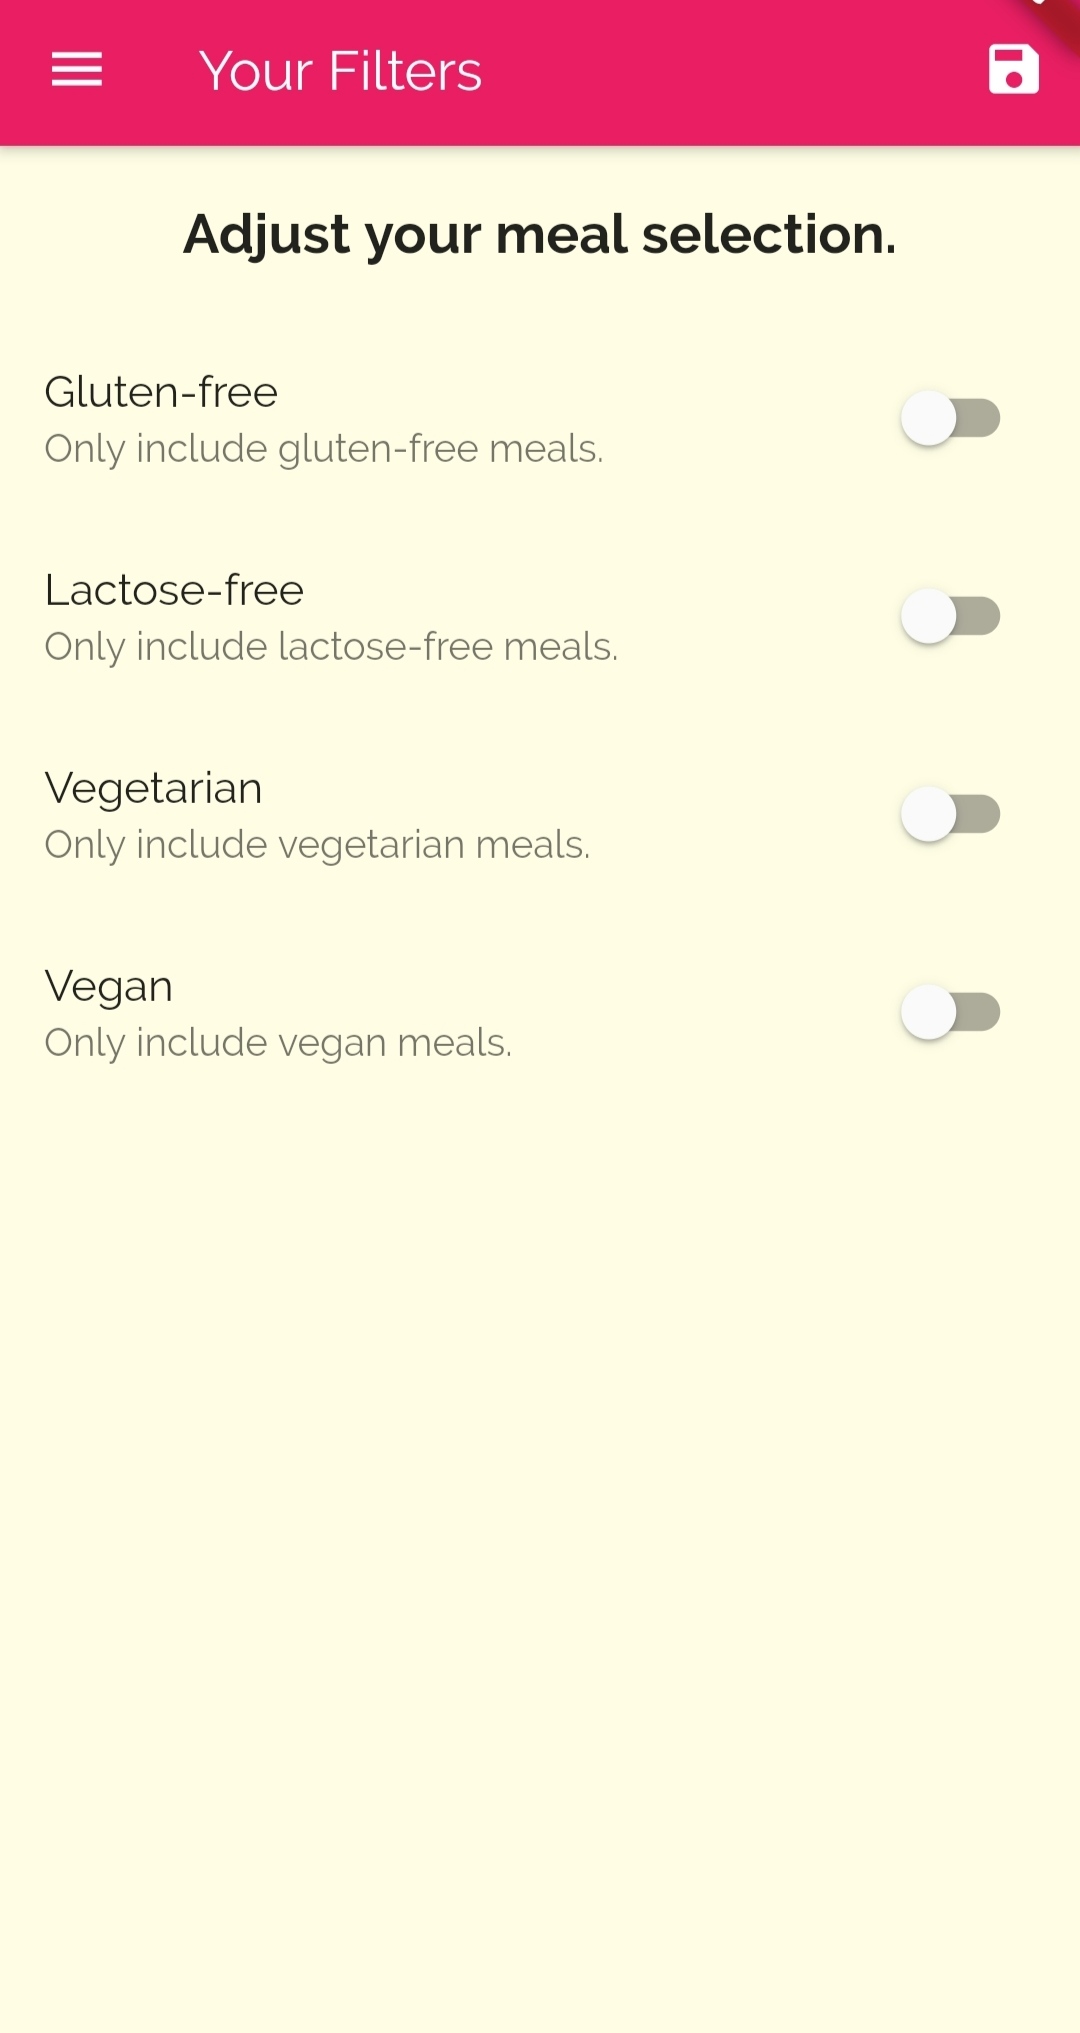 Your Filters
Adjust your meal selection.
Gluten-free
Only include gluten-free meals.
Lactose-free
Only include lactose-free meals.
Vegetarian
Only include vegetarian meals.
Vegan
Only include vegan meals.